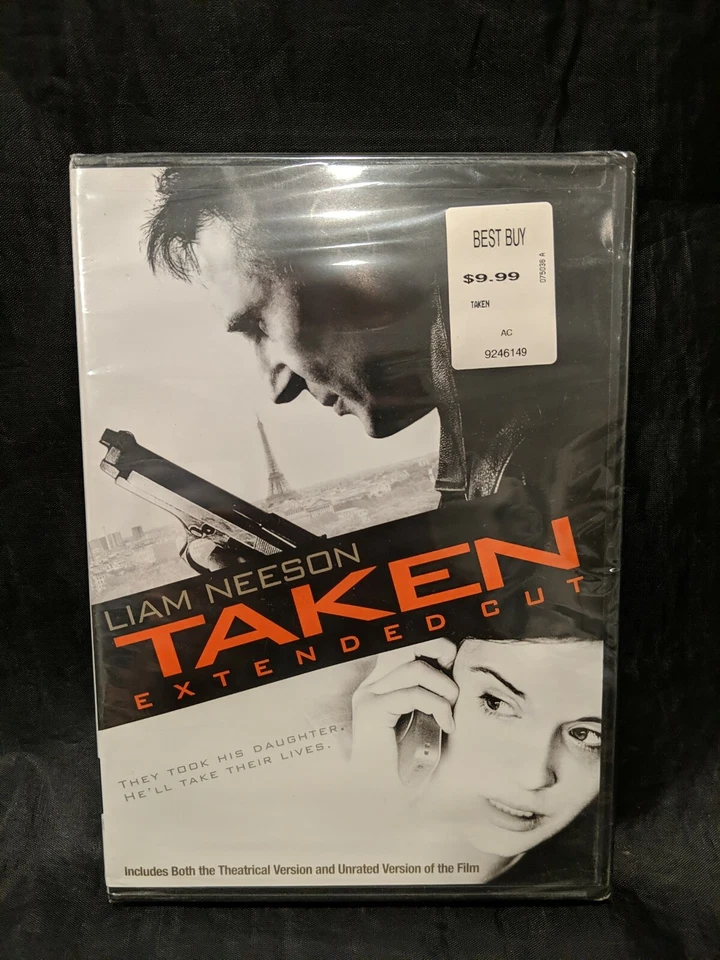 BEST BUY
$9.99
075036 A
TAKEN
AC
9246149
LIAM NEESON
TAKEN
EXTENDED CUT
THEY TOOK HIS DAUGHTER.
HE'LL TAKE THEIR LIVES.
Includes Both the Theatrical Version and Unrated Version of the Film